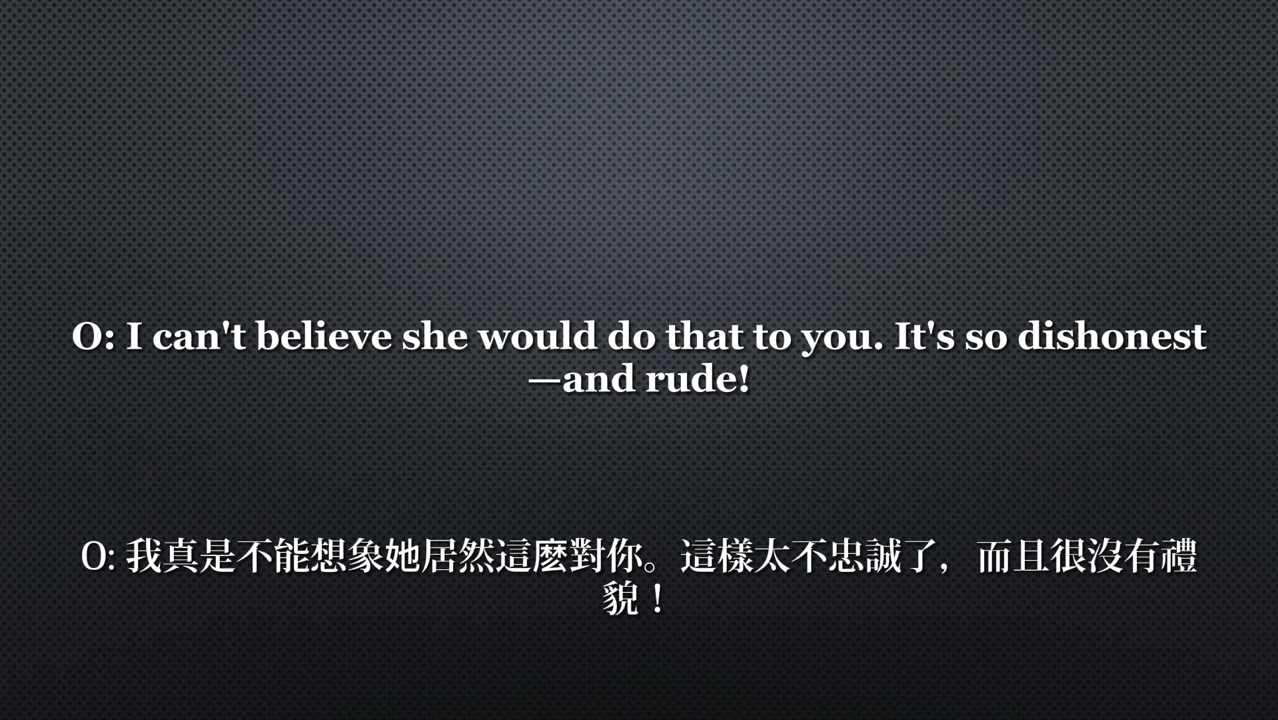 O: I can't believe she would do that to you. It's so dishonest
—and rude!
O: 我真是不能想象她居然這麽對你。這樣太不忠誠了，而且很沒有禮
貌！